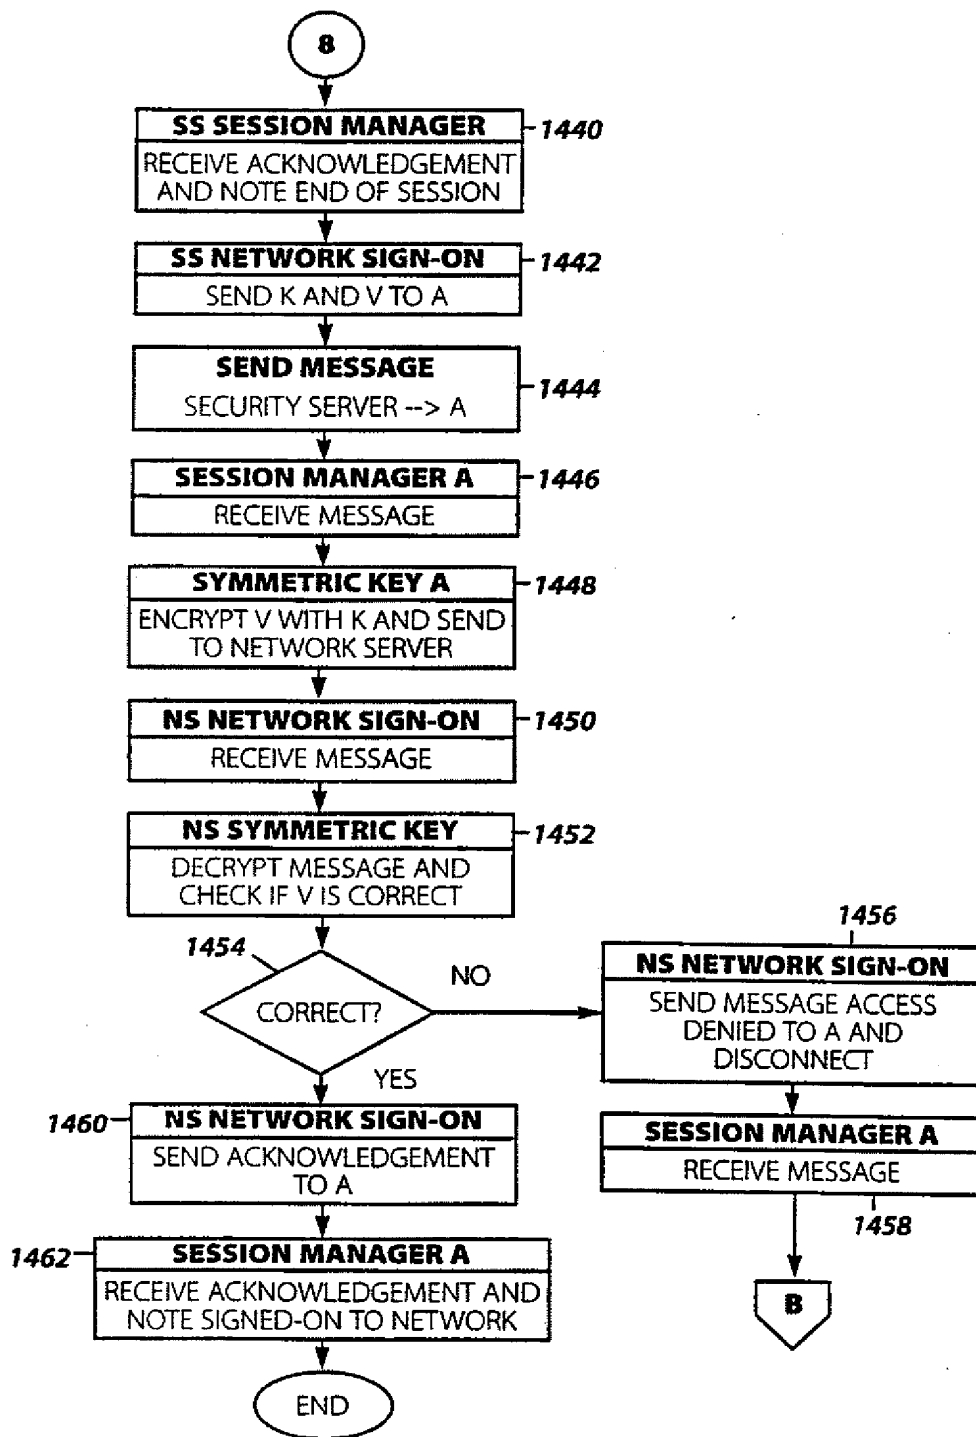 8
SS SESSION MANAGER
1440
RECEIVE ACKNOWLEDGEMENT
AND NOTE END OF SESSION
SS NETWORK SIGN-ON
1442
SEND K AND V TO A
SEND MESSAGE
1444
SECURITY SERVER --> A
SESSION MANAGER A
1446
RECEIVE MESSAGE
SYMMETRIC KEY A
1448
ENCRYPT V WITH K AND SEND
TO NETWORK SERVER
NS NETWORK SIGN-ON
1450
RECEIVE MESSAGE
NS SYMMETRIC KEY
1452
DECRYPT MESSAGE AND
CHECK IF V IS CORRECT
1454
CORRECT?
NO
YES
1456
NS NETWORK SIGN-ON
SEND MESSAGE ACCESS
DENIED TO A AND
DISCONNECT
SESSION MANAGER A
RECEIVE MESSAGE
1458
B
1460
NS NETWORK SIGN-ON
SEND ACKNOWLEDGEMENT
TO A
1462
SESSION MANAGER A
RECEIVE ACKNOWLEDGEMENT AND
NOTE SIGNED-ON TO NETWORK
END